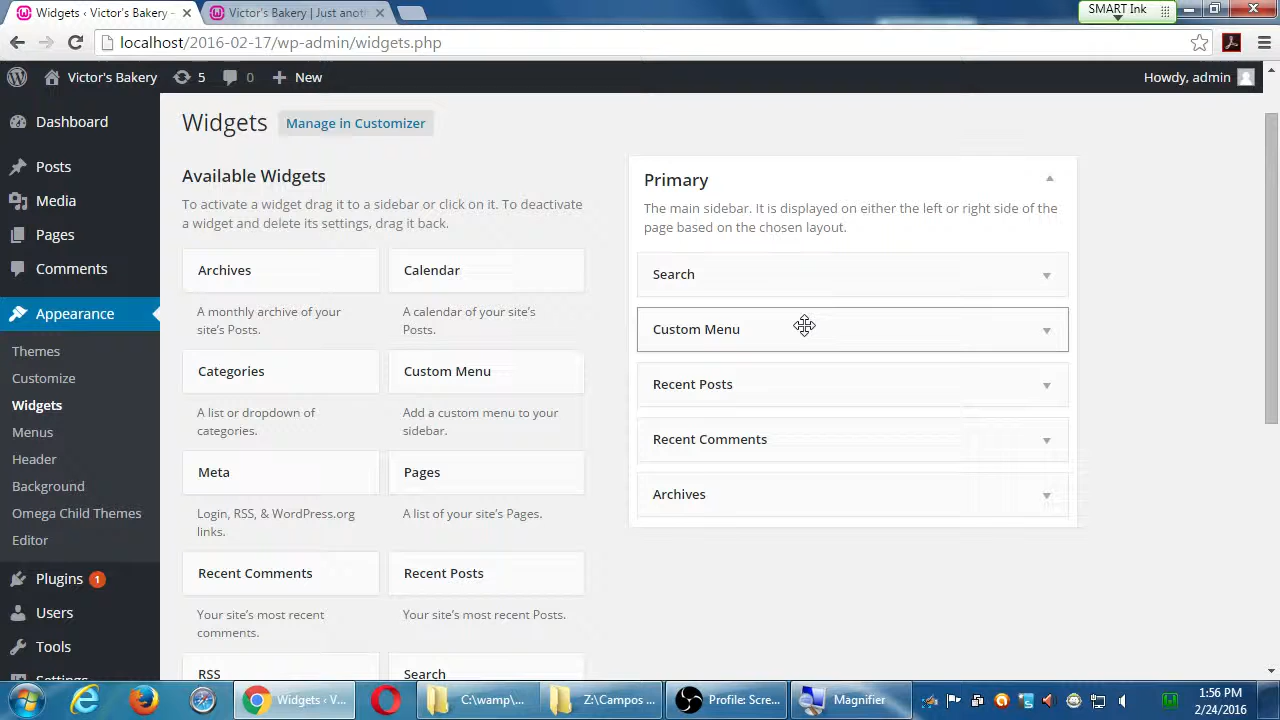 Widgets ‹ Victor's Bakery -
Victor's Bakery | Just anot
SMART Ink
localhost/2016-02-17/wp-admin/widgets.php
Victor's Bakery
5
0
New
Howdy, admin
Dashboard
Posts
Media
Pages
Comments
Appearance
Themes
Customize
Widgets
Menus
Header
Background
Omega Child Themes
Editor
Plugins 1
Users
Tools
Settings
Widgets
Manage in Customizer
Available Widgets
To activate a widget drag it to a sidebar or click on it. To deactivate
a widget and delete its settings, drag it back.
Archives
A monthly archive of your
site's Posts.
Calendar
A calendar of your site's
Posts.
Categories
A list or dropdown of
categories.
Custom Menu
Add a custom menu to your
sidebar.
Meta
Login, RSS, & WordPress.org
links.
Pages
A list of your site's Pages.
Recent Comments
Your site's most recent
comments.
Recent Posts
Your site's most recent Posts.
RSS
Search
Primary
The main sidebar. It is displayed on either the left or right side of the
page based on the chosen layout.
Search
Custom Menu
Recent Posts
Recent Comments
Archives
Widgets ‹ V...
C:\wamp\...
Z:\Campos ...
Profile: Scre...
Magnifier
1:56 PM
2/24/2016